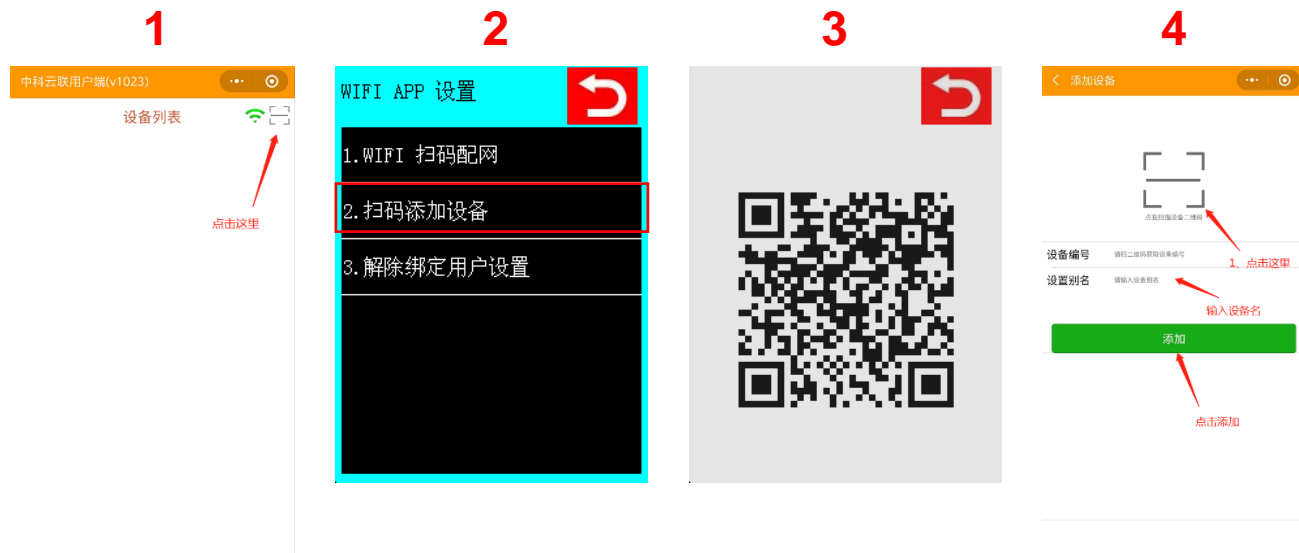 1
2
3
4
中科云联用户端(v1023)
设备列表
点击这里
WIFI APP 设置
1.WIFI 扫码配网
2.扫码添加设备
3.解除绑定用户设置
添加设备
点我扫描设备二维码
设备编号 请扫二维码获取设备编号
1、点击这里
设置别名 请输入设备别名
输入设备名
添加
点击添加